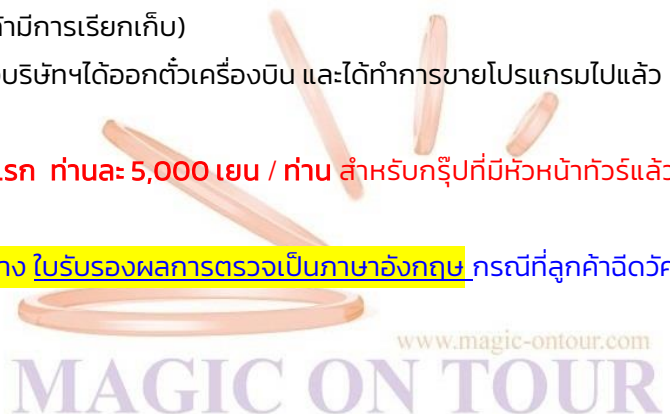 ามีการเรียกเก็บ)
บริษัทฯได้ออกตั๋วเครื่องบิน และได้ทำการขายโปรแกรมไปแล้ว
แรก ท่านละ 5,000 เยน / ท่าน สำหรับกรุ๊ปที่มีหัวหน้าทัวร์แล้ว
าง ใบรับรองผลการตรวจเป็นภาษาอังกฤษ กรณีที่ลูกค้าฉีดวัค
www.magic-ontour.com
MAGIC ON TOUR